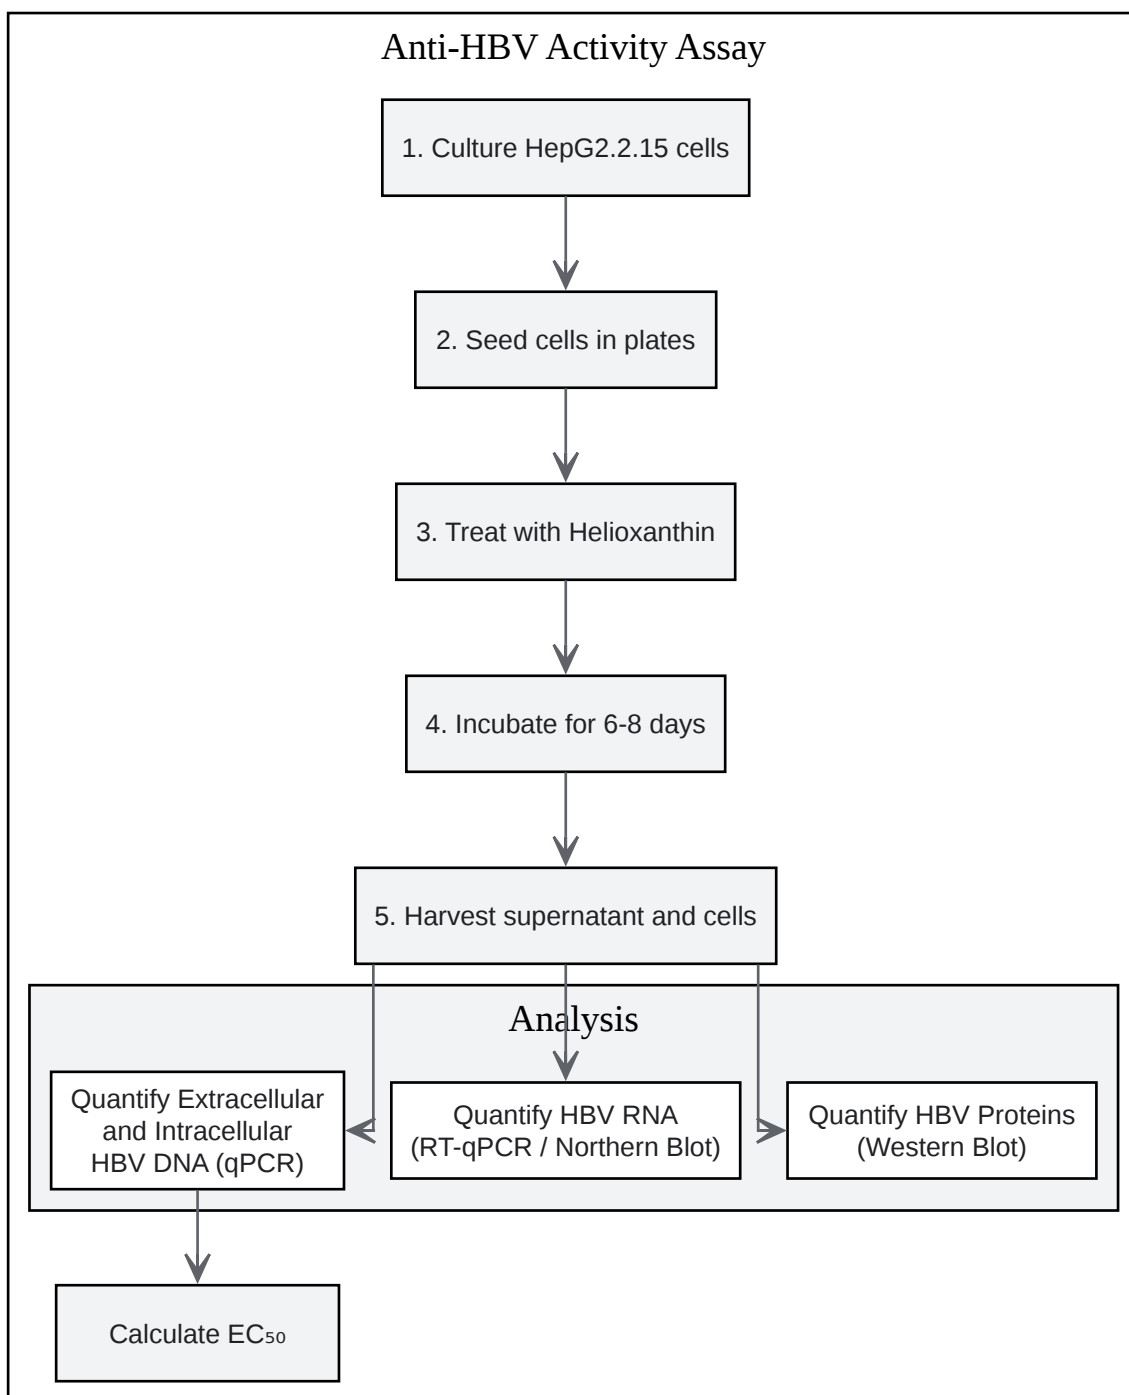 Anti-HBV Activity Assay
1. Culture HepG2.2.15 cells
2. Seed cells in plates
3. Treat with Helioxanthin
4. Incubate for 6-8 days
5. Harvest supernatant and cells
Analysis
Quantify Extracellular
and Intracellular
HBV DNA (qPCR)
Quantify HBV RNA
(RT-qPCR / Northern Blot)
Quantify HBV Proteins
(Western Blot)
Calculate EC₅₀